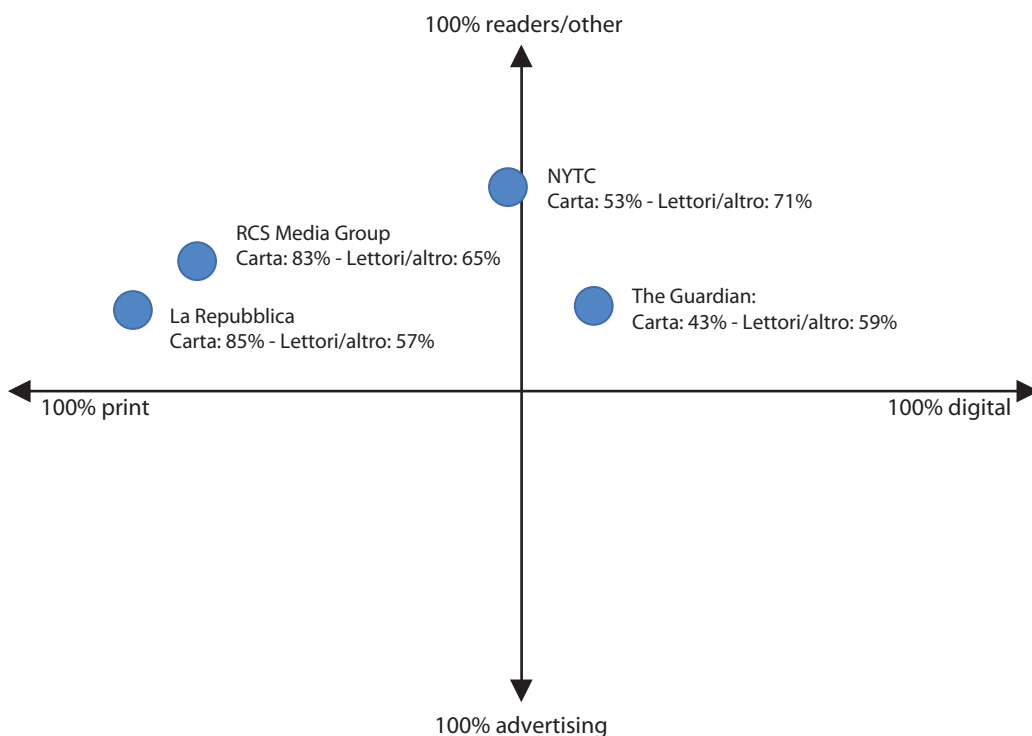 100% readers/other
NYTC
Carta: 53% - Lettori/altro: 71%
RCS Media Group
Carta: 83% - Lettori/altro: 65%
The Guardian:
Carta: 43% - Lettori/altro: 59%
La Repubblica
Carta: 85% - Lettori/altro: 57%
100% print
100% digital
100% advertising